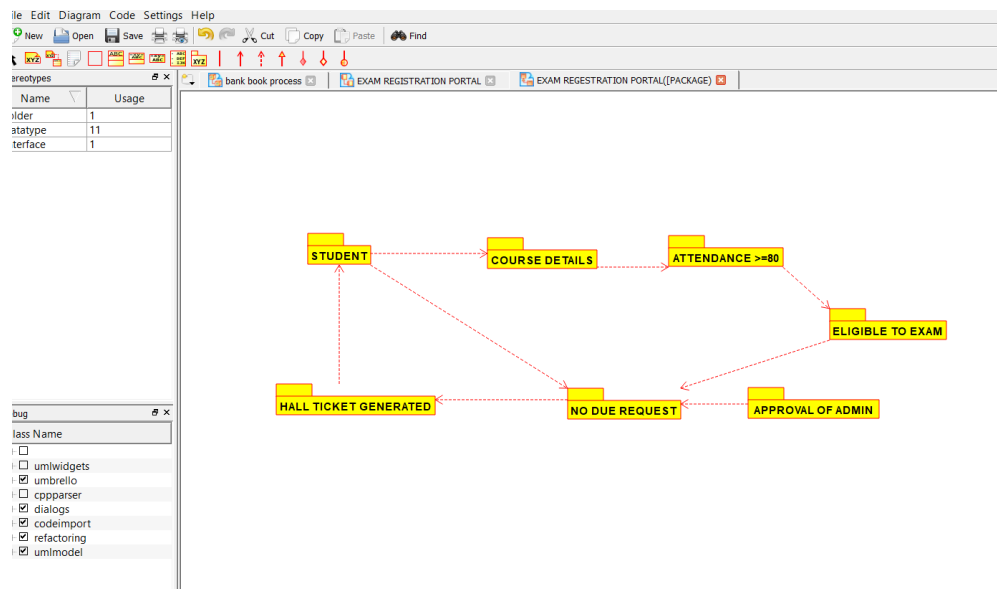 ile Edit Diagram Code Settings Help
New Open Save Cut Copy Paste Find
XYZ ABC XYZ
ereotypes
bank book process EXAM REGISTRATION PORTAL EXAM REGESTRATION PORTAL([PACKAGE)
Name Usage
older 1
atatype 11
terface 1
STUDENT
COURSE DETAILS
ATTENDANCE >=80
ELIGIBLE TO EXAM
HALL TICKET GENERATED
NO DUE REQUEST
APPROVAL OF ADMIN
bug
lass Name
umlwidgets
umbrello
cppparser
dialogs
codeimport
refactoring
umlmodel